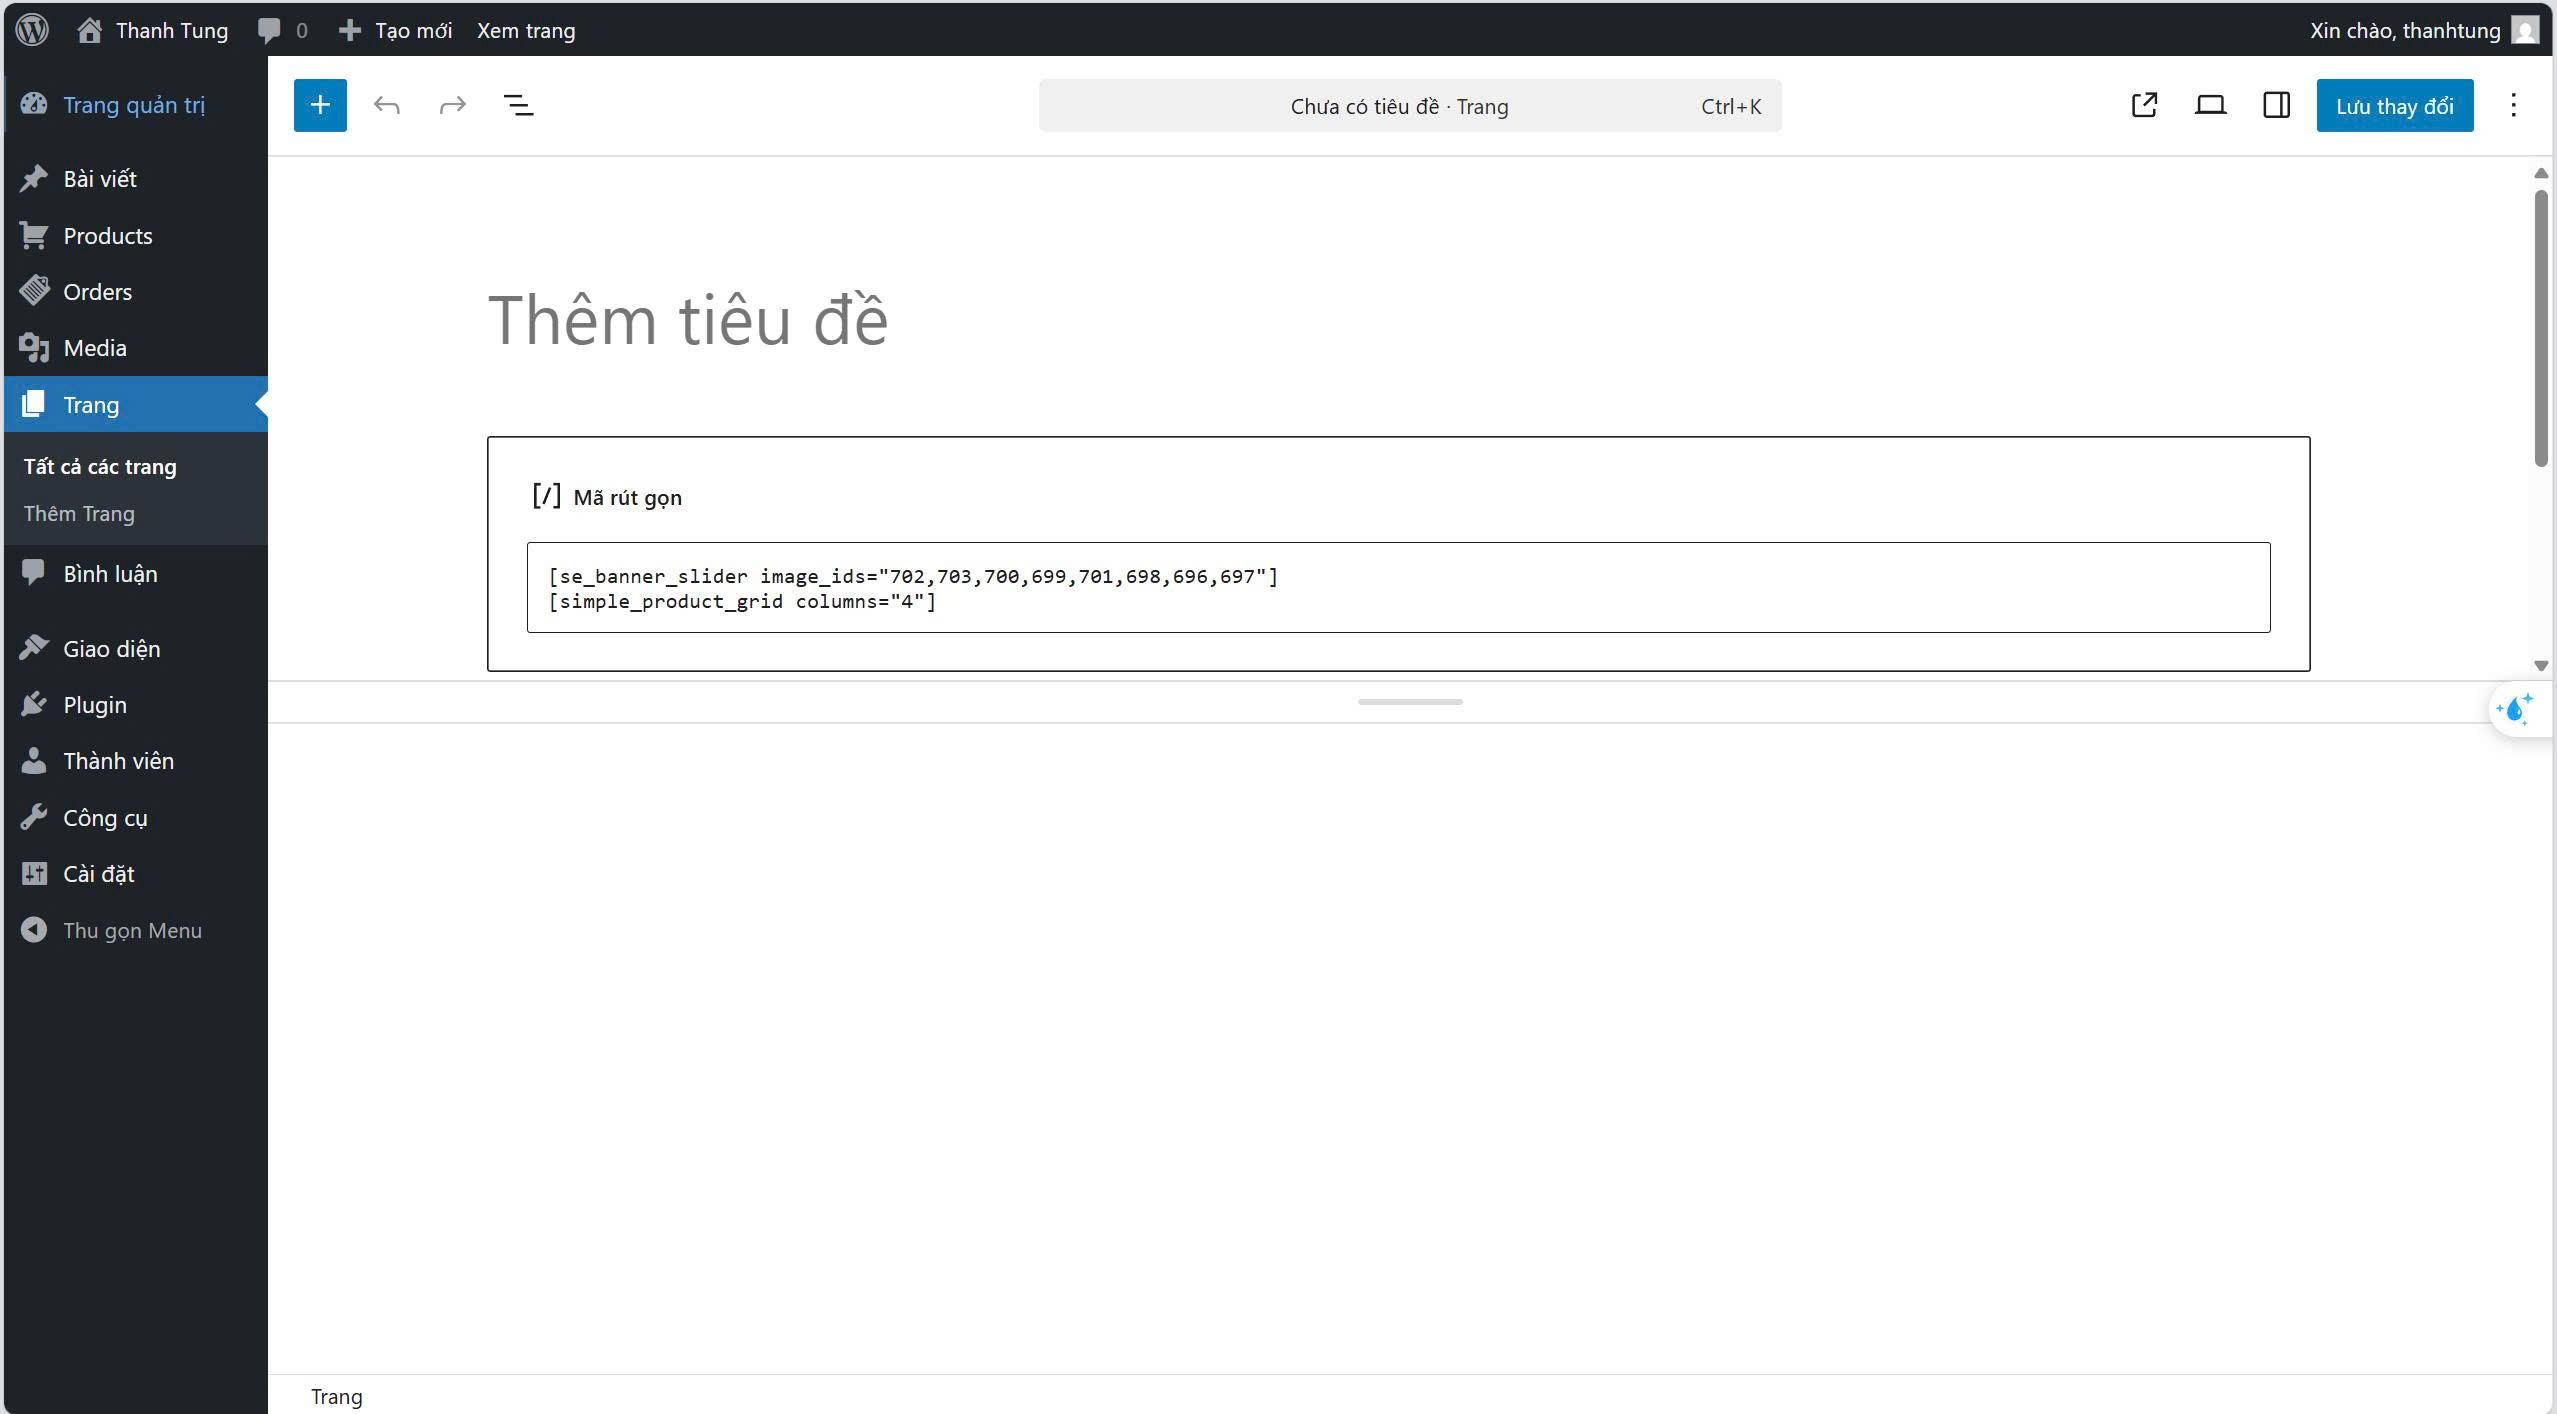 Thanh Tung
0
Tạo mới
Xem trang
Xin chào, thanhtung
Trang quản trị
Bài viết
Products
Orders
Media
Trang
Tất cả các trang
Thêm Trang
Bình luận
Giao diện
Plugin
Thành viên
Công cụ
Cài đặt
Thu gọn Menu
Chưa có tiêu đề · Trang
Ctrl+K
Lưu thay đổi
Thêm tiêu đề
[/] Mã rút gọn
[se_banner_slider image_ids="702,703,700,699,701,698,696,697"]
[simple_product_grid columns="4"]
Trang